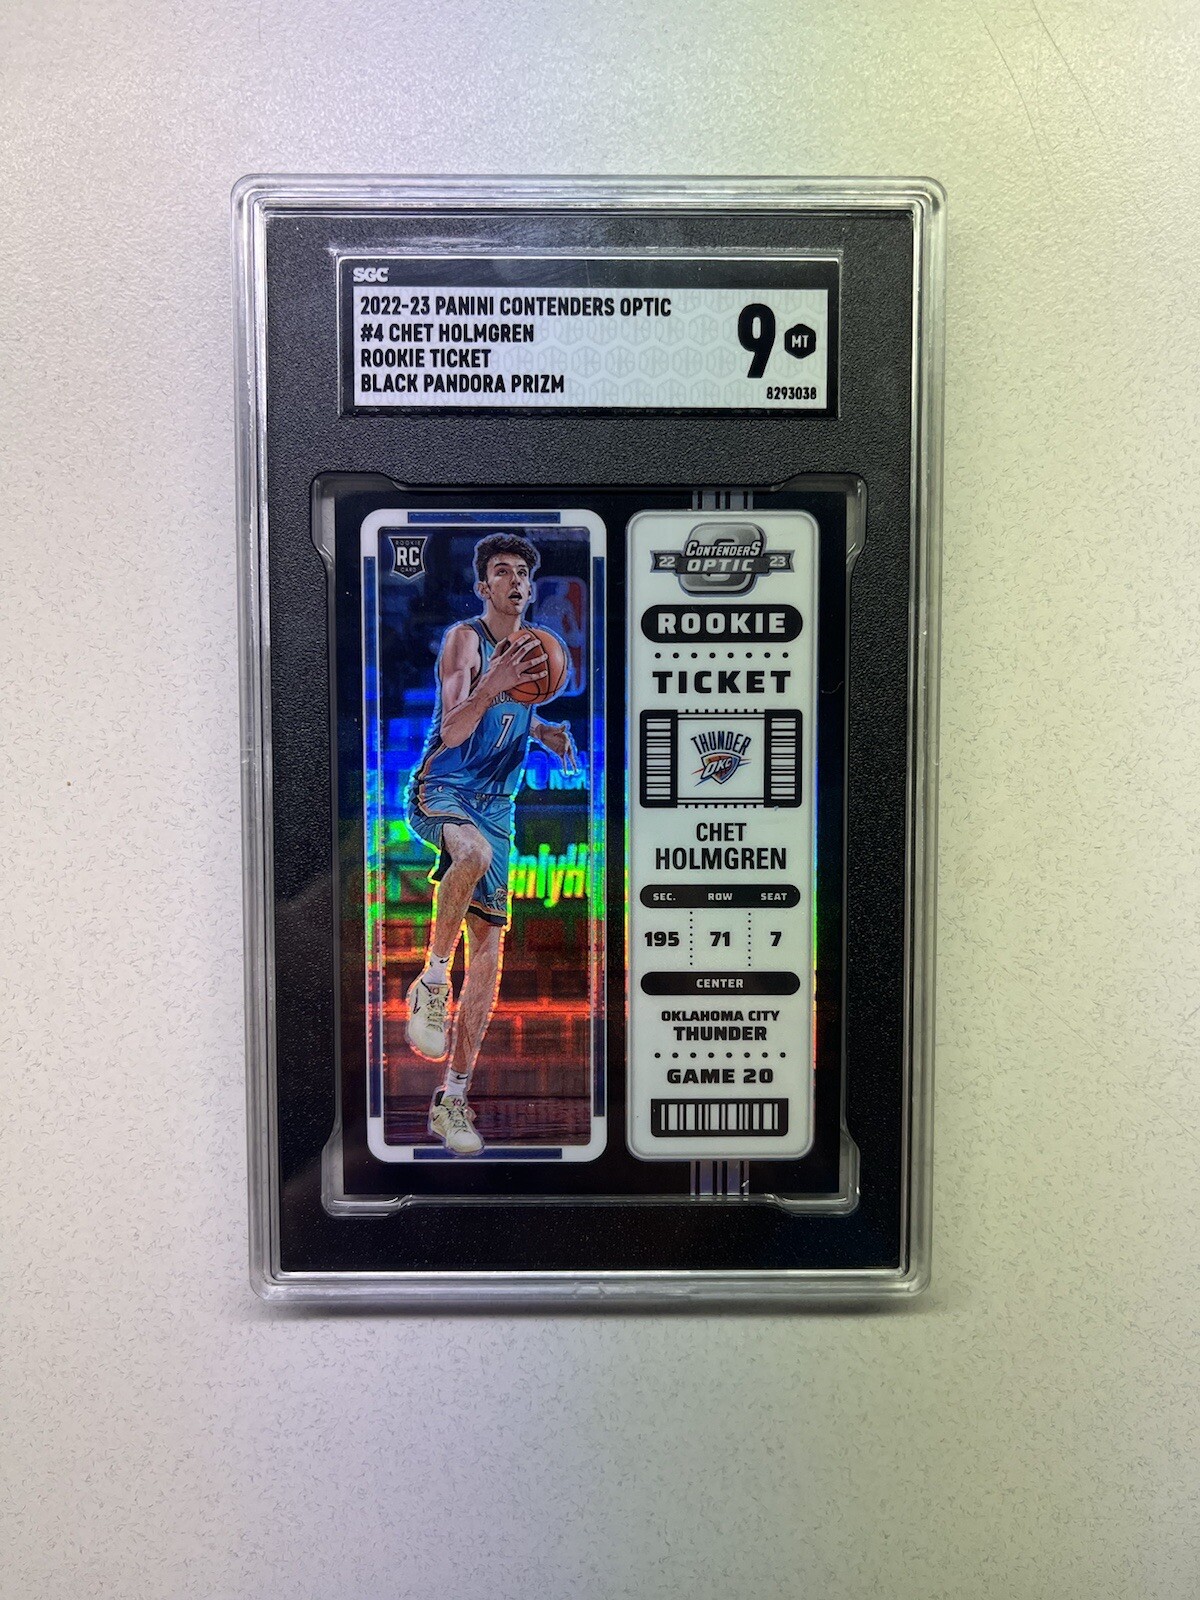 SGC
2022-23 PANINI CONTENDERS OPTIC
#4 CHET HOLMGREN
ROOKIE TICKET
BLACK PANDORA PRIZM
9 MT
8293038
ROOKIE
RC
CARD
7
22 CONTENDERS 23
OPTIC
ROOKIE
TICKET
THUNDER
OKC
CHET
HOLMGREN
SEC. ROW SEAT
195 71 7
CENTER
OKLAHOMA CITY
THUNDER
GAME 20